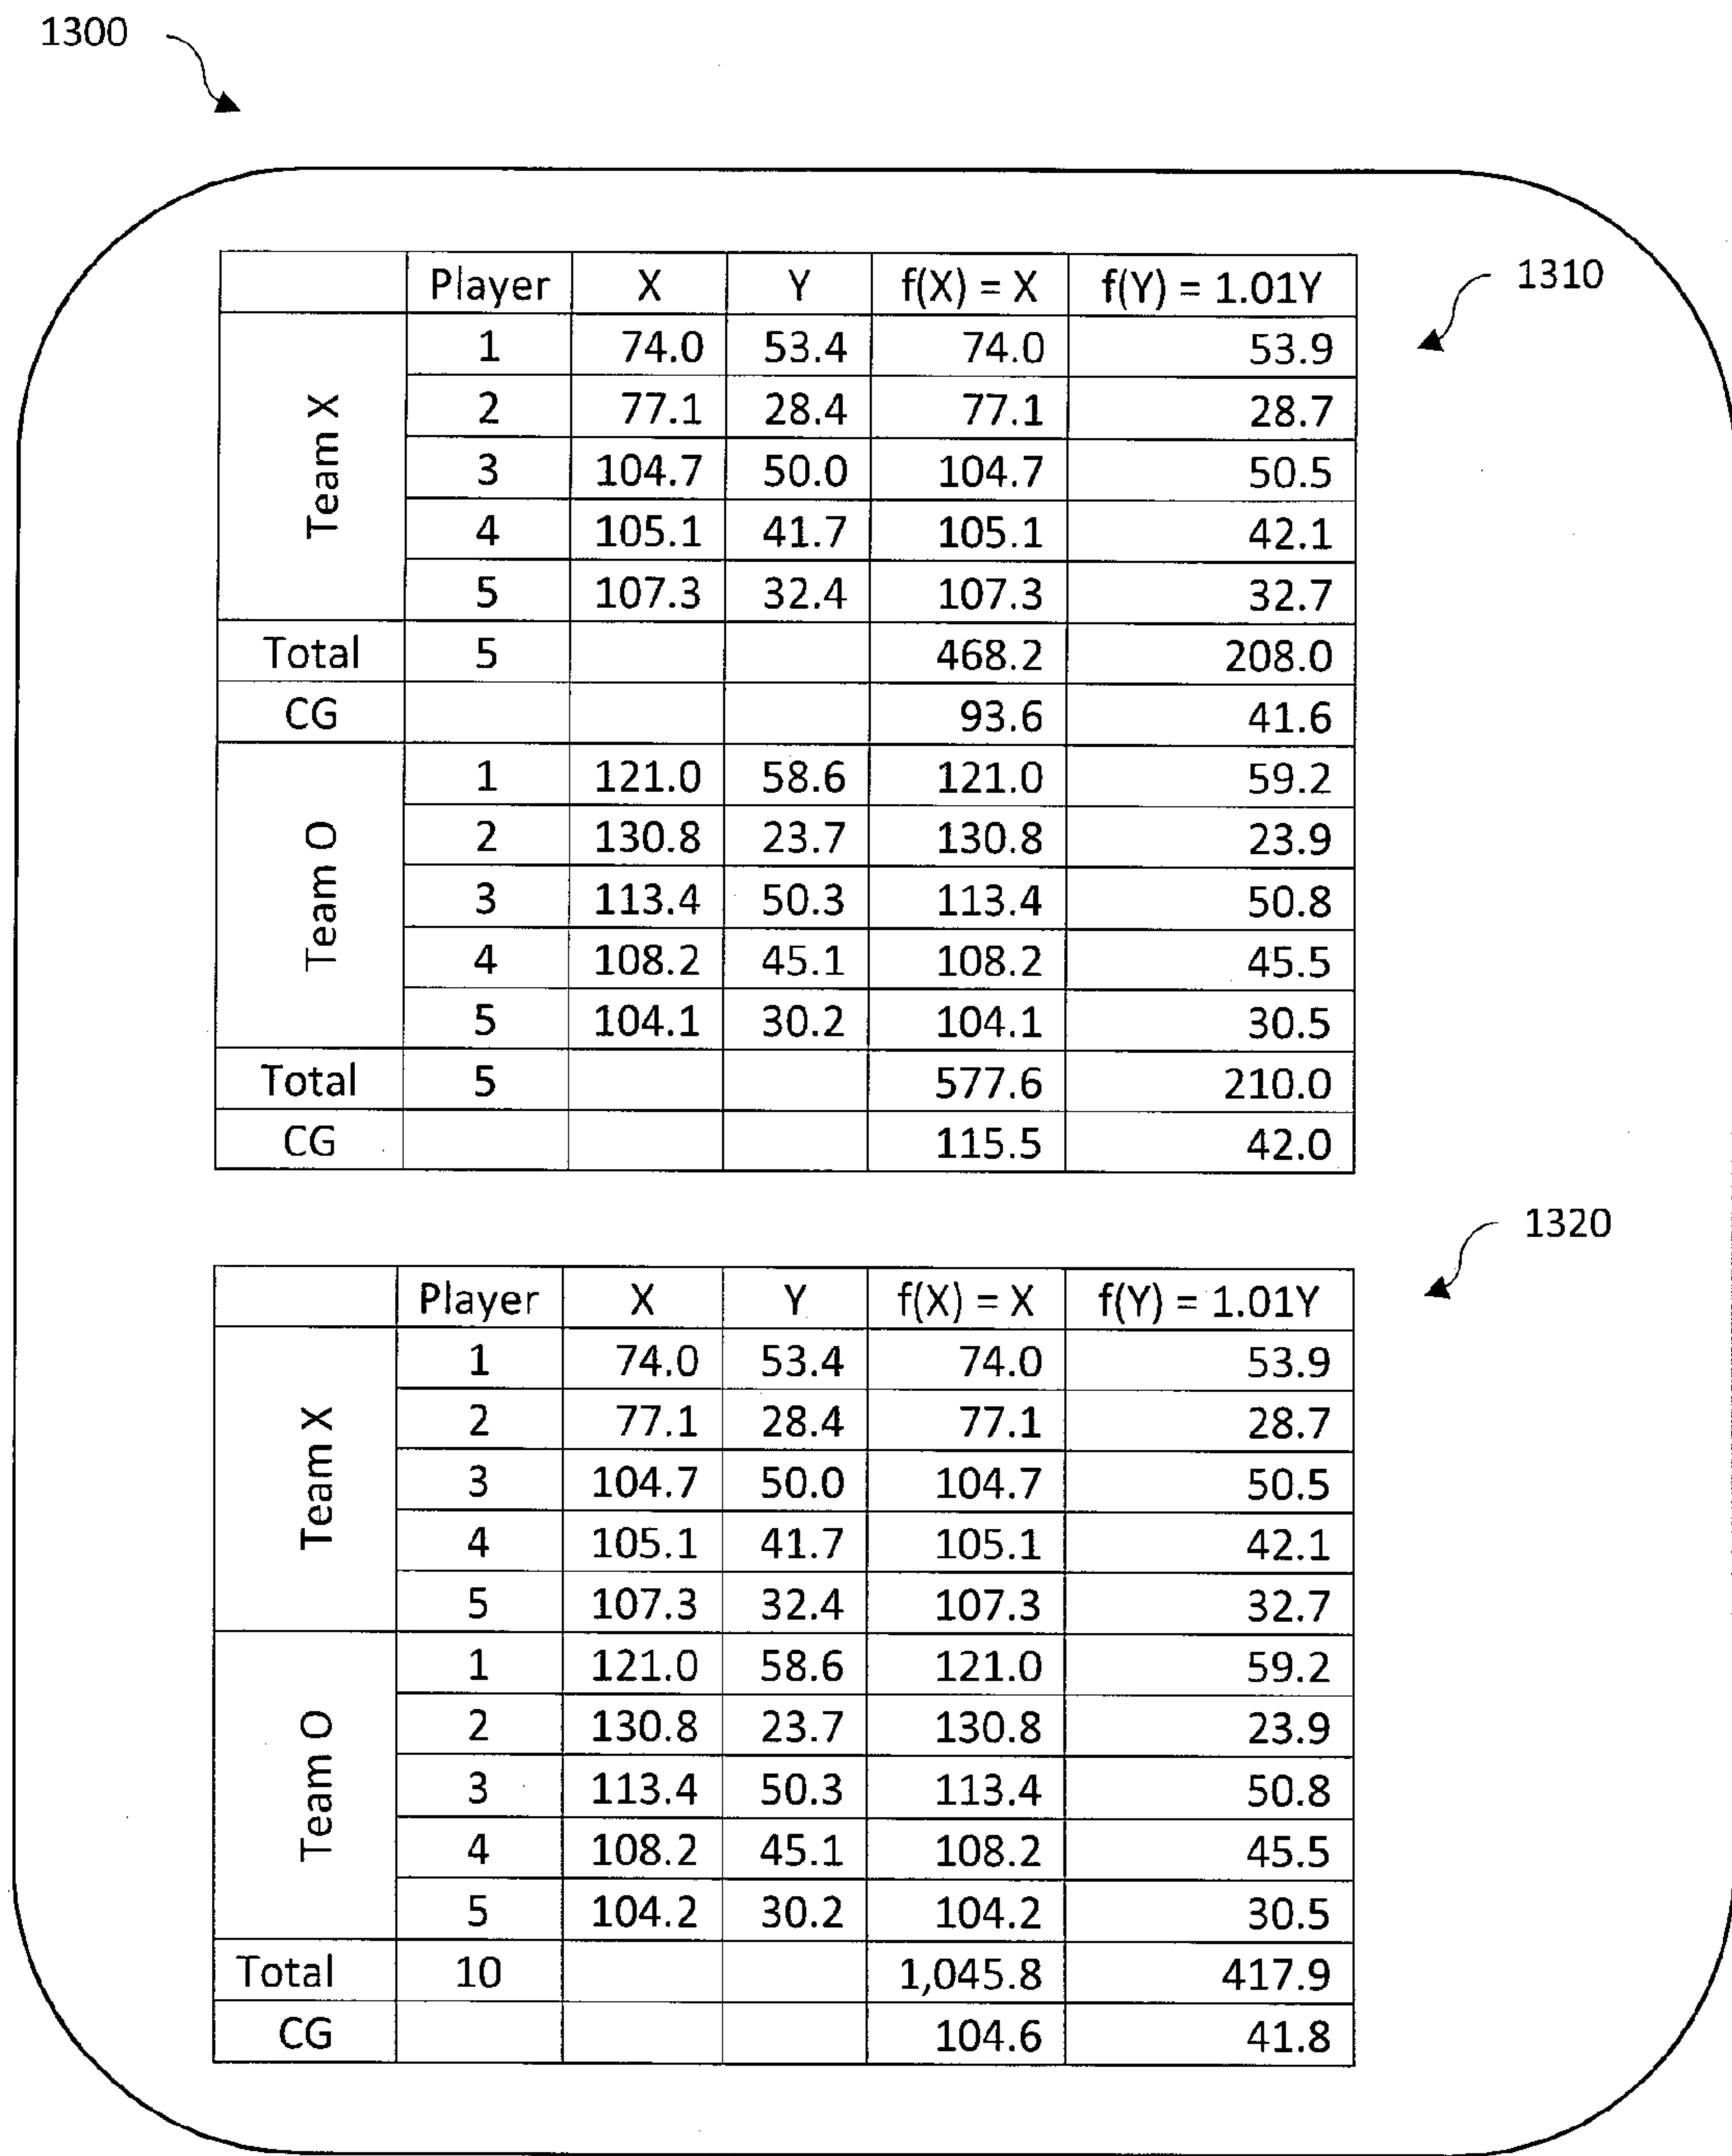 1300
1310
Player X Y f(X) = X f(Y) = 1.01Y
Team X
1 74.0 53.4 74.0 53.9
2 77.1 28.4 77.1 28.7
3 104.7 50.0 104.7 50.5
4 105.1 41.7 105.1 42.1
5 107.3 32.4 107.3 32.7
Total 5 468.2 208.0
CG 93.6 41.6
Team O
1 121.0 58.6 121.0 59.2
2 130.8 23.7 130.8 23.9
3 113.4 50.3 113.4 50.8
4 108.2 45.1 108.2 45.5
5 104.1 30.2 104.1 30.5
Total 5 577.6 210.0
CG 115.5 42.0
1320
Player X Y f(X) = X f(Y) = 1.01Y
Team X
1 74.0 53.4 74.0 53.9
2 77.1 28.4 77.1 28.7
3 104.7 50.0 104.7 50.5
4 105.1 41.7 105.1 42.1
5 107.3 32.4 107.3 32.7
Team O
1 121.0 58.6 121.0 59.2
2 130.8 23.7 130.8 23.9
3 113.4 50.3 113.4 50.8
4 108.2 45.1 108.2 45.5
5 104.2 30.2 104.2 30.5
Total 10 1,045.8 417.9
CG 104.6 41.8